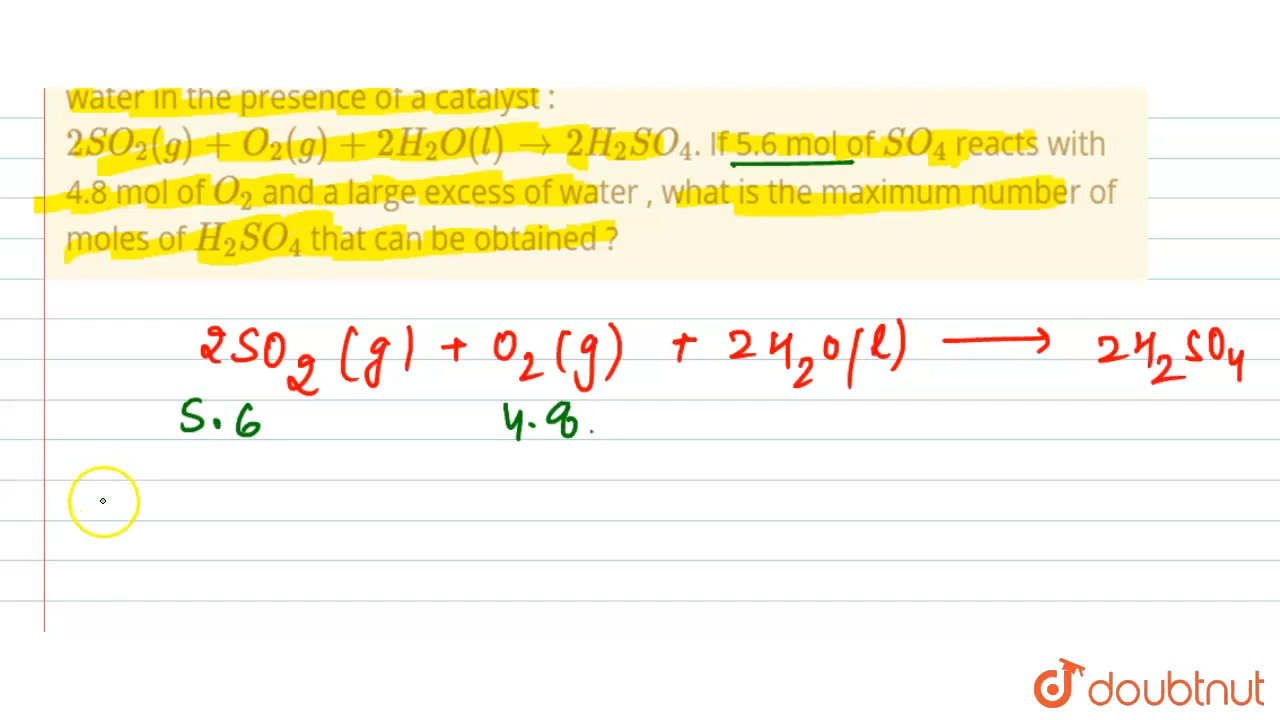 water in the presence of a catalyst :
2SO₂(g) + O₂(g) + 2H₂O(l) → 2H₂SO₄. If 5.6 mol of SO₄ reacts with
4.8 mol of O₂ and a large excess of water , what is the maximum number of
moles of H₂SO₄ that can be obtained ?
2SO₂ (g) + O₂ (g) + 2H₂O(l) ⟶ 2H₂SO₄
5.6 4.8
doubtnut